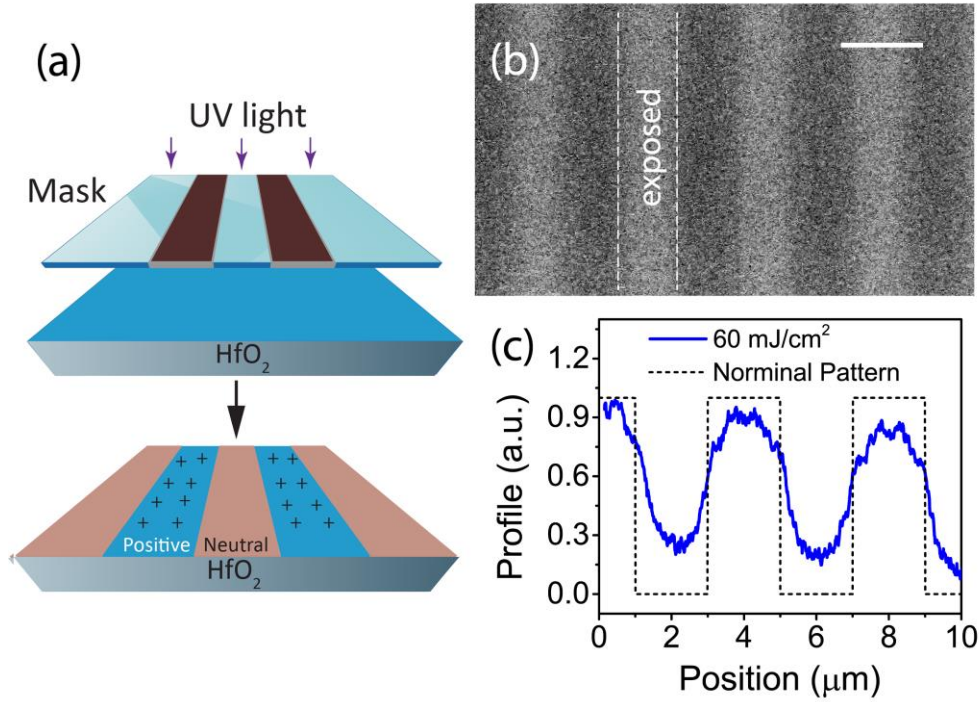 (a)
UV light
Mask
HfO₂
+ +
+ +
+ +
+ +
+ +
+ +
+ +
+ +
Positive
Neutral
HfO₂
(b)
exposed
(c)
60 mJ/cm²
Norminal Pattern
1.2
0.9
0.6
0.3
0.0
Profile (a.u.)
0 2 4 6 8 10
Position (μm)